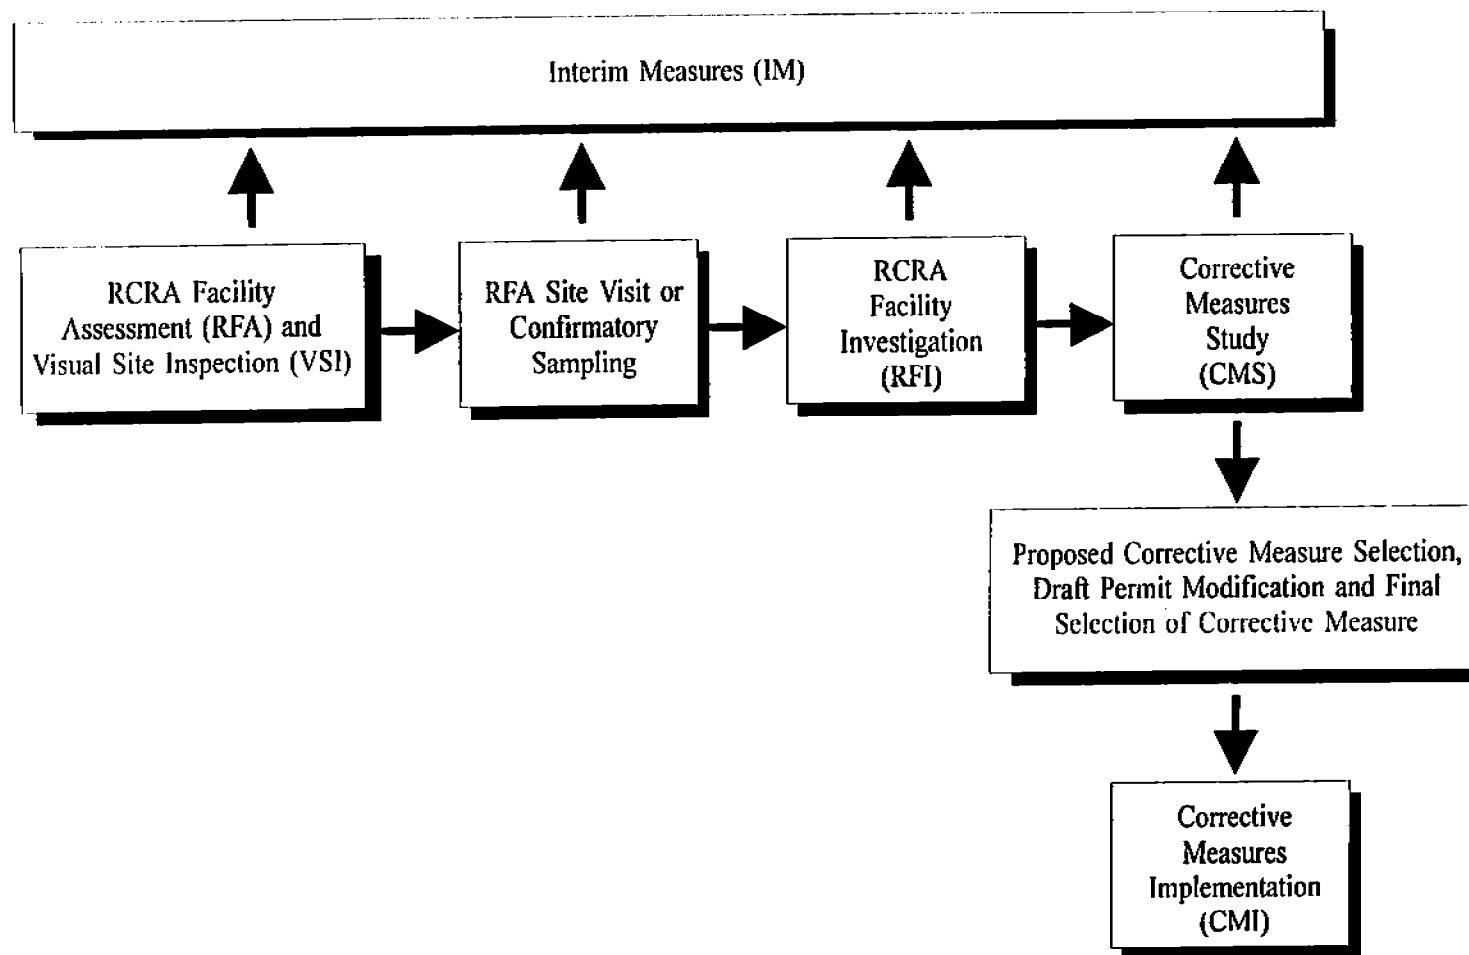 Interim Measures (IM)
RCRA Facility
Assessment (RFA) and
Visual Site Inspection (VSI)
RFA Site Visit or
Confirmatory
Sampling
RCRA
Facility
Investigation
(RFI)
Corrective
Measures
Study
(CMS)
Proposed Corrective Measure Selection,
Draft Permit Modification and Final
Selection of Corrective Measure
Corrective
Measures
Implementation
(CMI)